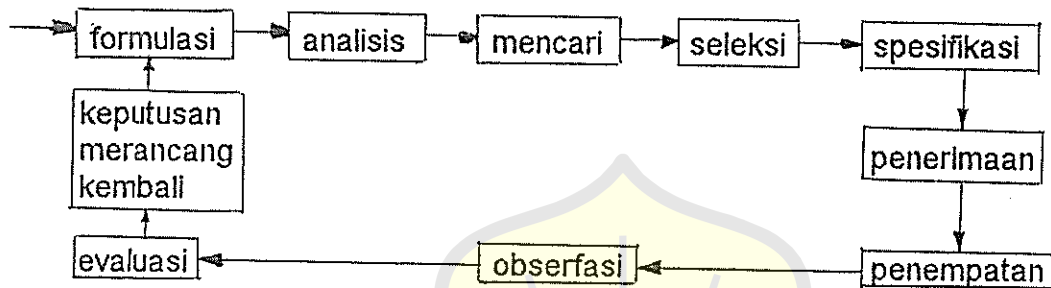 formulasi
analisis
mencari
seleksi
spesifikasi
penerimaan
penempatan
obserfasi
evaluasi
keputusan
merancang
kembali